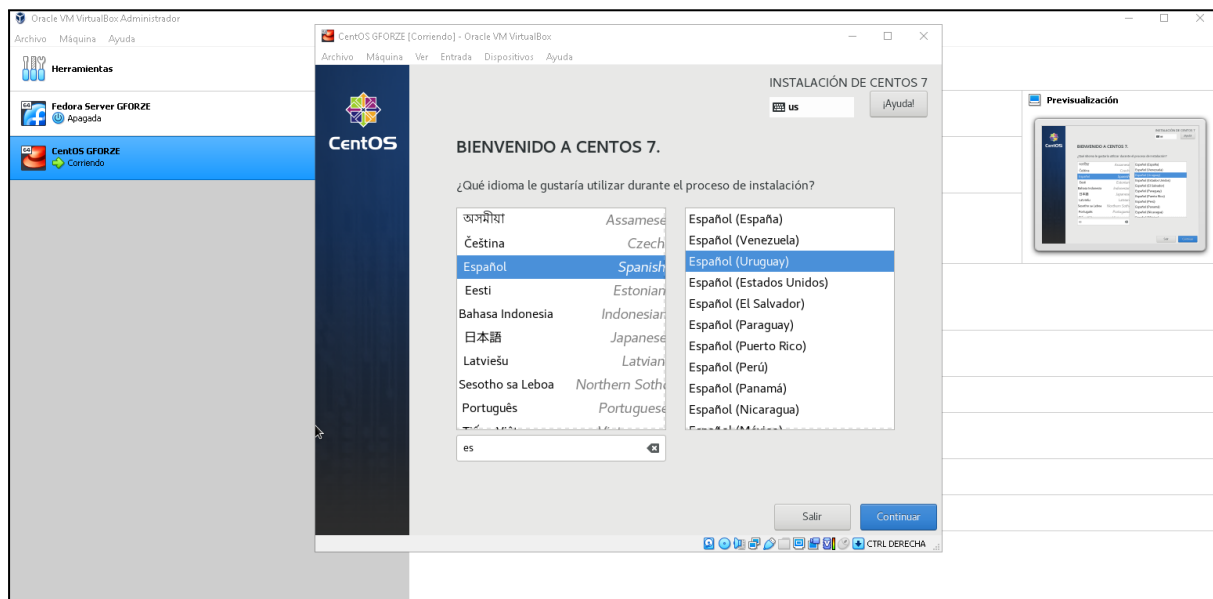 Oracle VM VirtualBox Administrador
Archivo Máquina Ayuda
Herramientas
Fedora Server GFORZE
Apagada
CentOS GFORZE
Corriendo
CentOS GFORZE [Corriendo] - Oracle VM VirtualBox
Archivo Máquina Ver Entrada Dispositivos Ayuda
CentOS
INSTALACIÓN DE CENTOS 7
us
¡Ayuda!
BIENVENIDO A CENTOS 7.
¿Qué idioma le gustaría utilizar durante el proceso de instalación?
অসমীয়া Assamese
Čeština Czech
Español Spanish
Eesti Estonian
Bahasa Indonesia Indonesian
日本語 Japanese
Latviešu Latvian
Sesotho sa Leboa Northern Sotho
Português Portuguese
Español (España)
Español (Venezuela)
Español (Uruguay)
Español (Estados Unidos)
Español (El Salvador)
Español (Paraguay)
Español (Puerto Rico)
Español (Perú)
Español (Panamá)
Español (Nicaragua)
es
Salir
Continuar
CTRL DERECHA
Previsualización